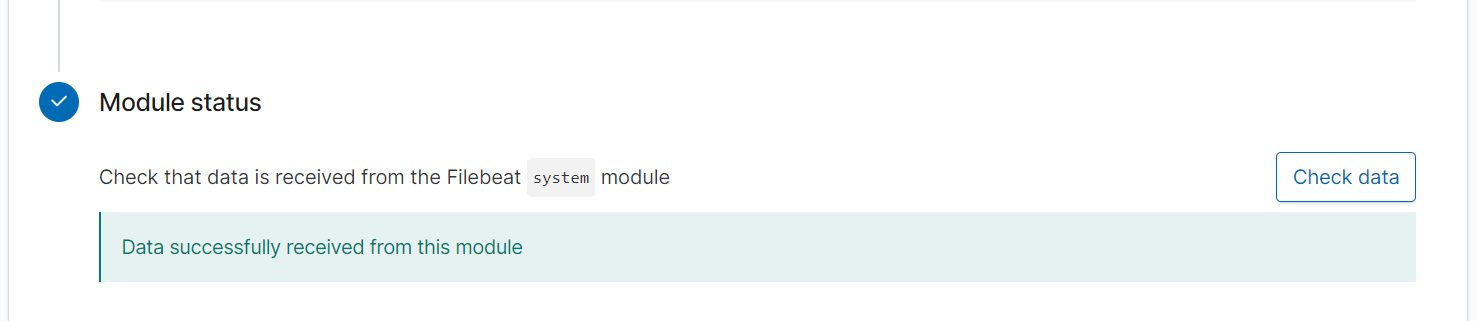 Module status
Check that data is received from the Filebeat system module
Check data
Data successfully received from this module